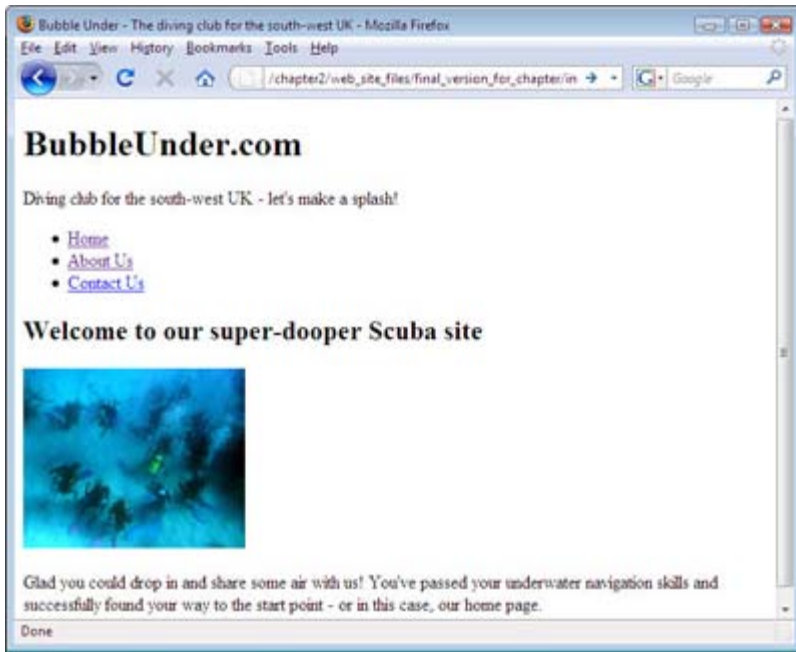 Bubble Under - The diving club for the south-west UK - Mozilla Firefox
File Edit View History Bookmarks Tools Help
/chapter2/web_site_files/final_version_for_chapter/in
Google
BubbleUnder.com
Diving club for the south-west UK - let's make a splash!
Home
About Us
Contact Us
Welcome to our super-dooper Scuba site
Glad you could drop in and share some air with us! You've passed your underwater navigation skills and
successfully found your way to the start point - or in this case, our home page.
Done